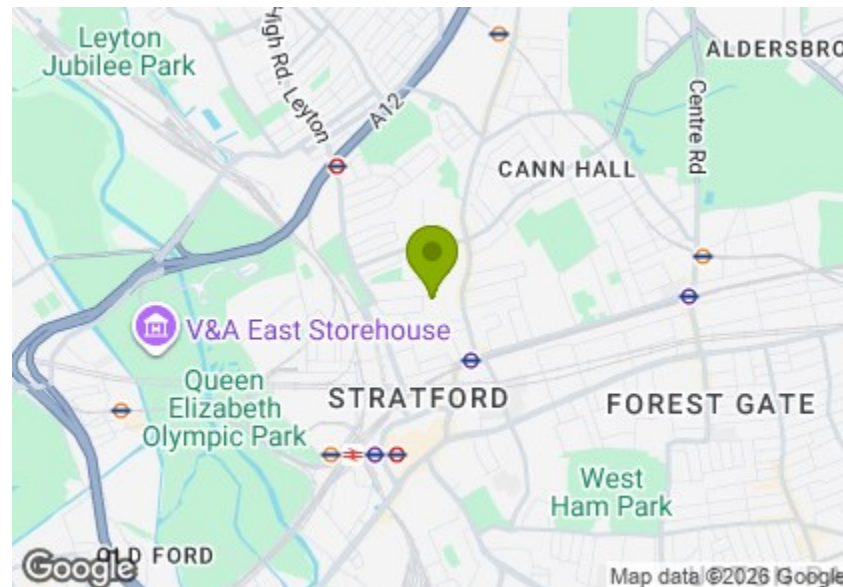 Leyton
Jubilee Park
High Rd. Leyton
A12
ALDERSBRO
Centre Rd
CANN HALL
V&A East Storehouse
Queen
Elizabeth
Olympic Park
STRATFORD
FOREST GATE
West
Ham Park
OLD FORD
Google
Map data ©2026 Google